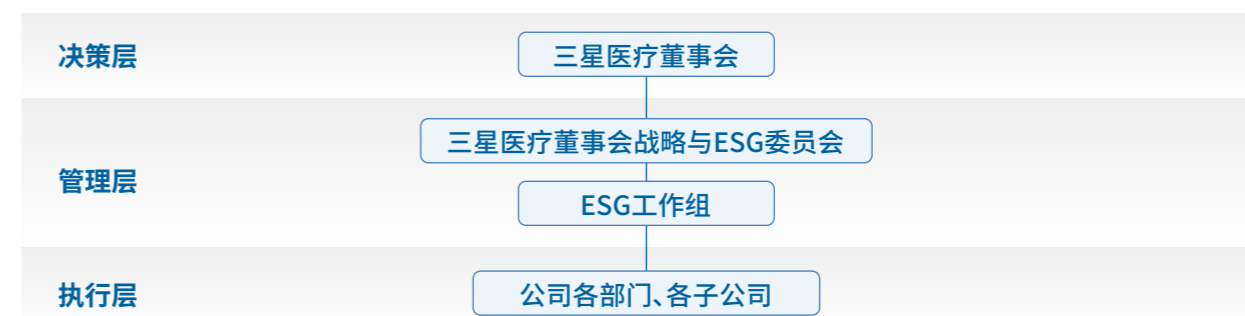 决策层
三星医疗董事会
三星医疗董事会战略与ESG委员会
管理层
ESG工作组
执行层
公司各部门、各子公司